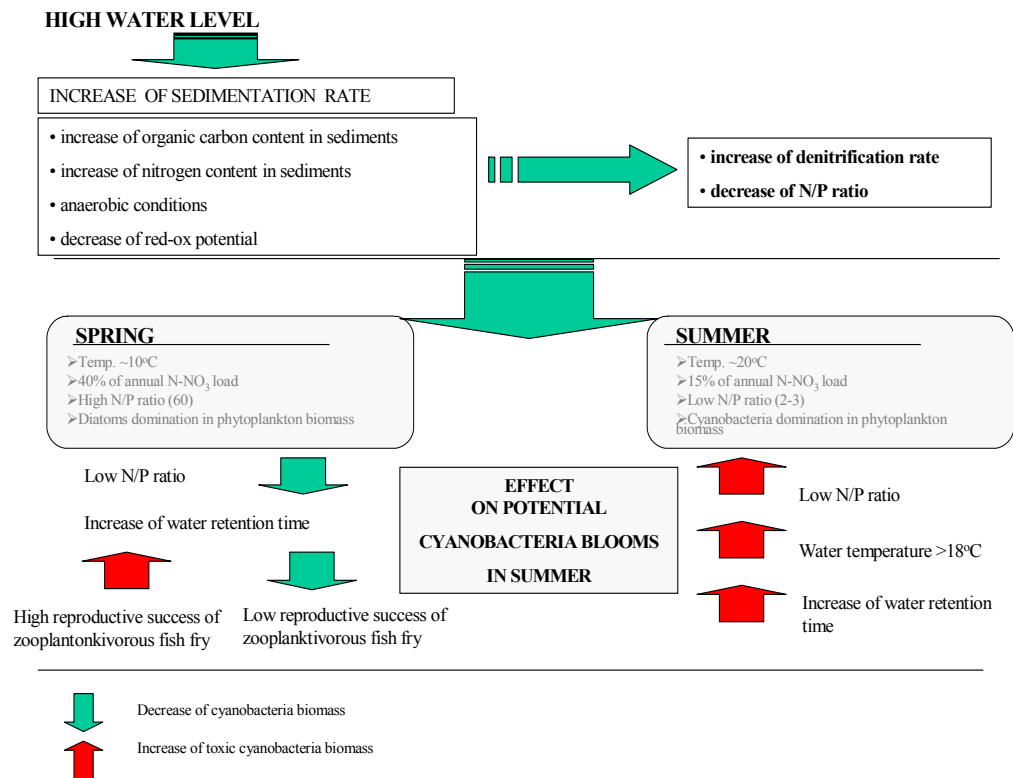 HIGH WATER LEVEL
INCREASE OF SEDIMENTATION RATE
• increase of organic carbon content in sediments
• increase of nitrogen content in sediments
• anaerobic conditions
• decrease of red-ox potential
• increase of denitrification rate
• decrease of N/P ratio
SPRING
➢Temp. ~10°C
➢40% of annual N-NO₃ load
➢High N/P ratio (60)
➢Diatoms domination in phytoplankton biomass
SUMMER
➢Temp. ~20°C
➢15% of annual N-NO₃ load
➢Low N/P ratio (2-3)
➢Cyanobacteria domination in phytoplankton
biomass
Low N/P ratio
Increase of water retention time
High reproductive success of
zooplantonkivorous fish fry
Low reproductive success of
zooplanktivorous fish fry
EFFECT
ON POTENTIAL
CYANOBACTERIA BLOOMS
IN SUMMER
Low N/P ratio
Water temperature >18°C
Increase of water retention
time
Decrease of cyanobacteria biomass
Increase of toxic cyanobacteria biomass